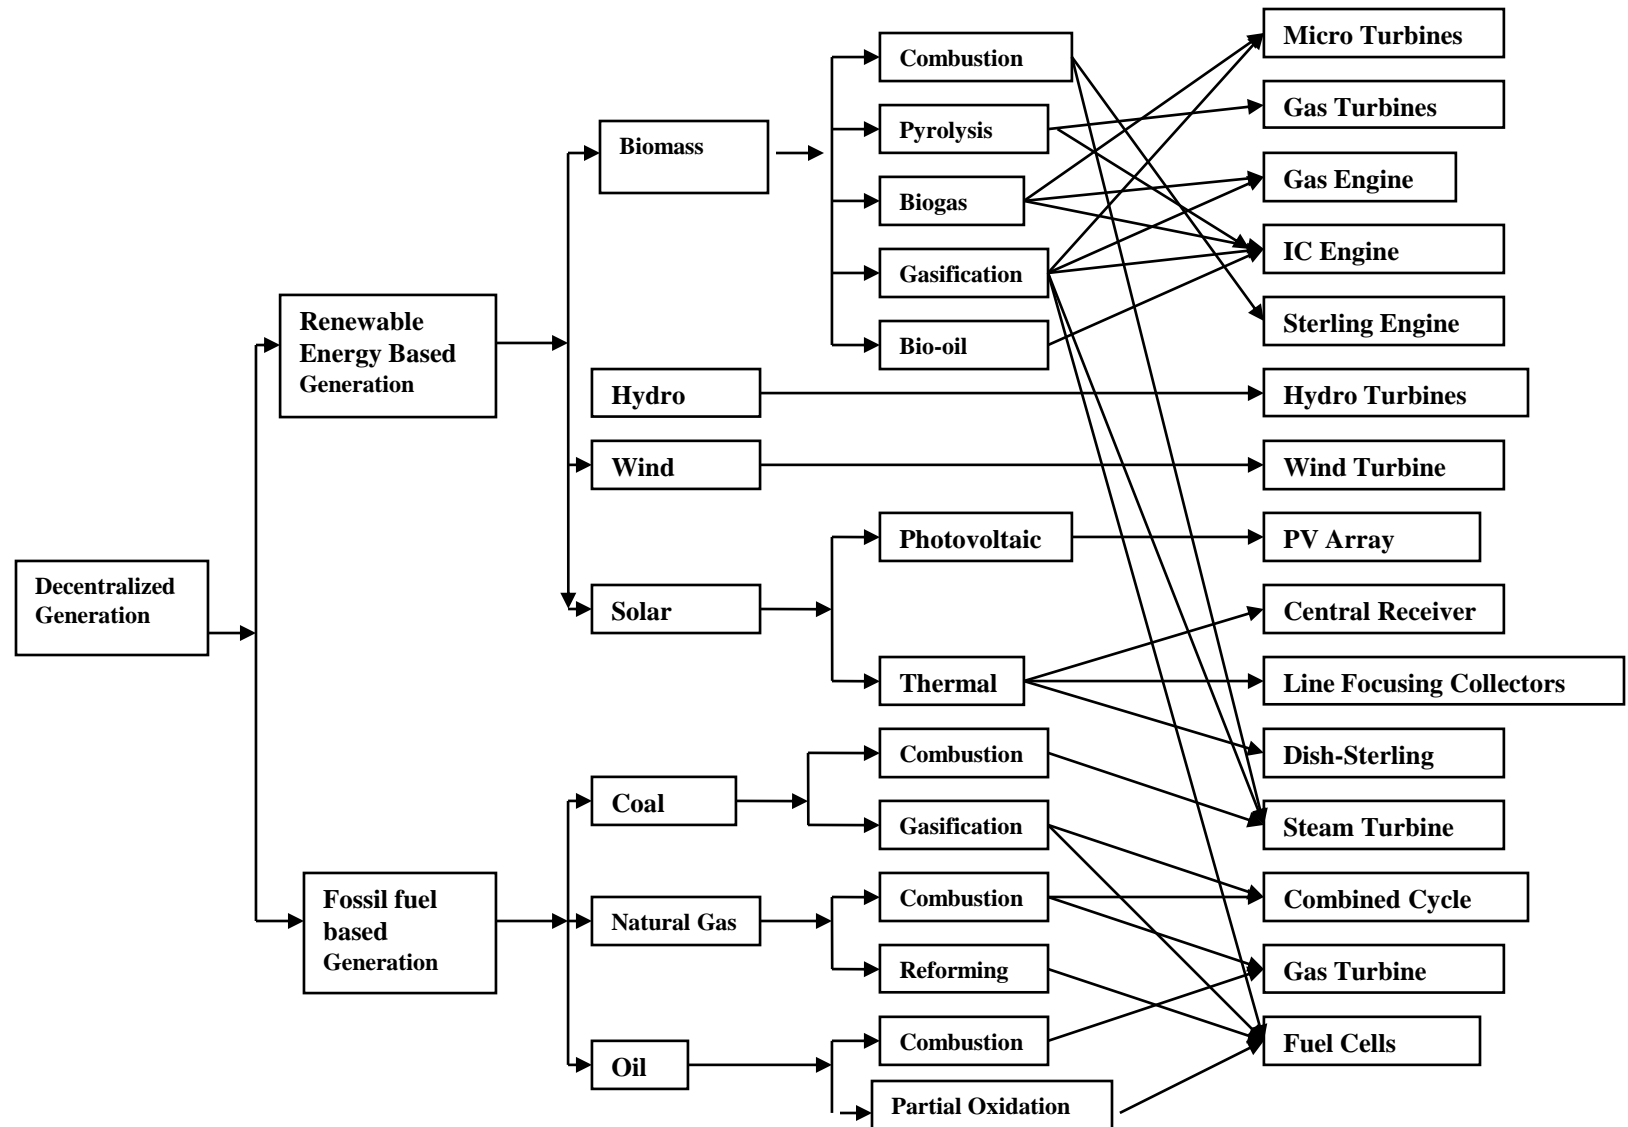 Decentralized
Generation
Renewable
Energy Based
Generation
Fossil fuel
based
Generation
Biomass
Hydro
Wind
Solar
Coal
Natural Gas
Oil
Combustion
Pyrolysis
Biogas
Gasification
Bio-oil
Photovoltaic
Thermal
Combustion
Gasification
Combustion
Reforming
Combustion
Partial Oxidation
Micro Turbines
Gas Turbines
Gas Engine
IC Engine
Sterling Engine
Hydro Turbines
Wind Turbine
PV Array
Central Receiver
Line Focusing Collectors
Dish-Sterling
Steam Turbine
Combined Cycle
Gas Turbine
Fuel Cells